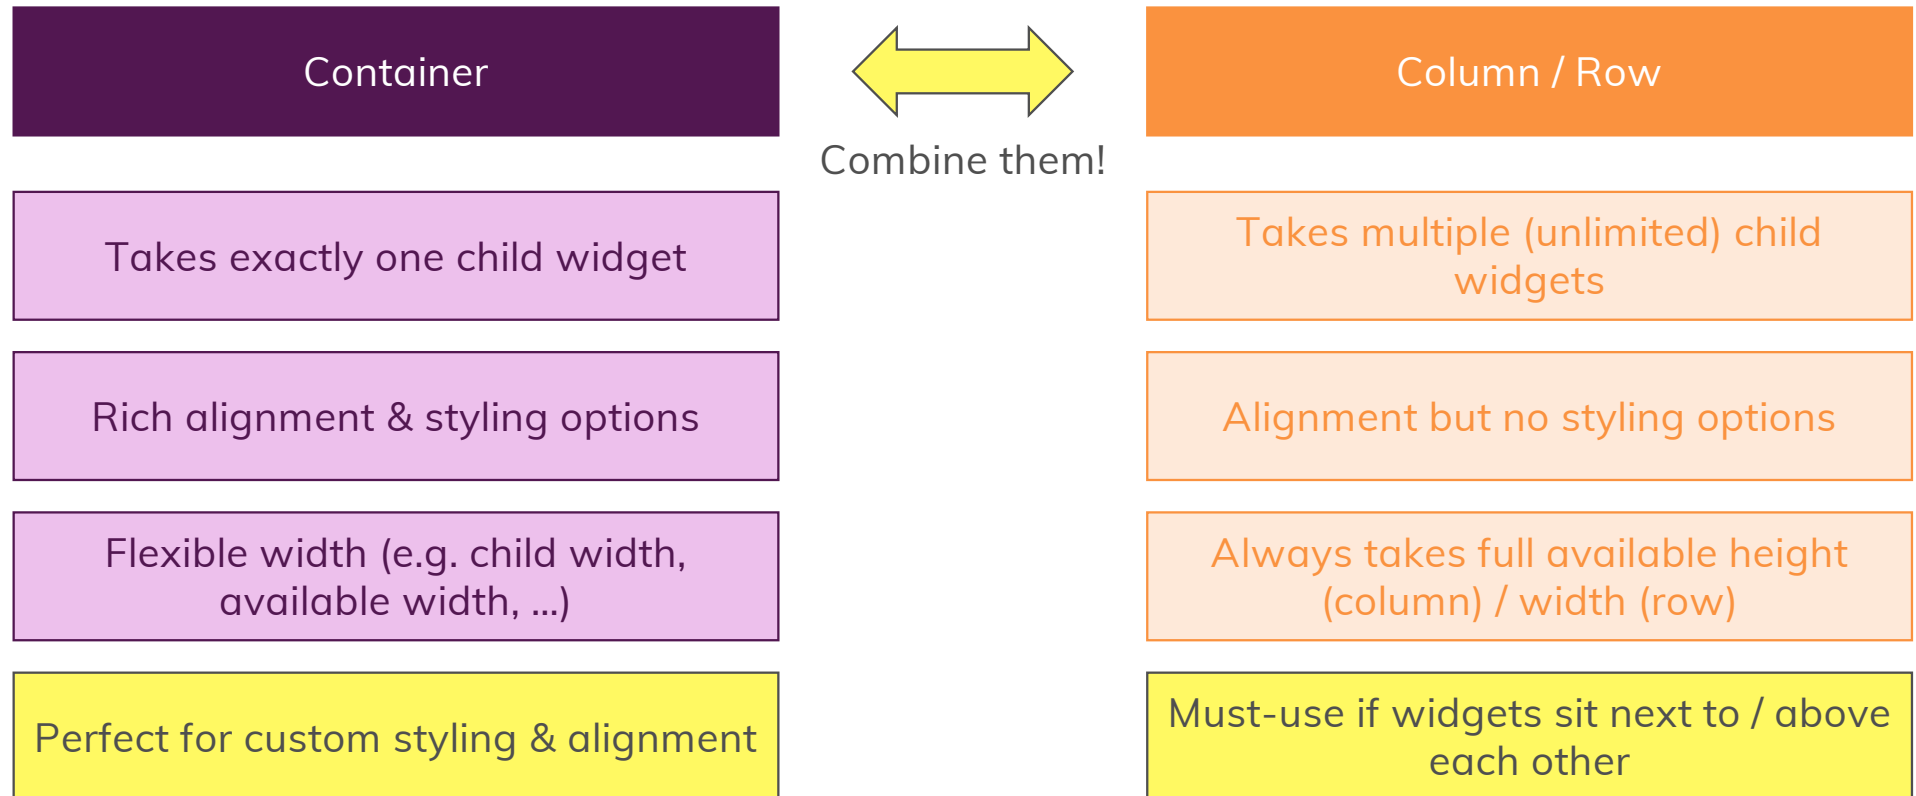 Container
Combine them!
Column / Row
Takes exactly one child widget
Takes multiple (unlimited) child
widgets
Rich alignment & styling options
Alignment but no styling options
Flexible width (e.g. child width,
available width, ...)
Always takes full available height
(column) / width (row)
Perfect for custom styling & alignment
Must-use if widgets sit next to / above
each other